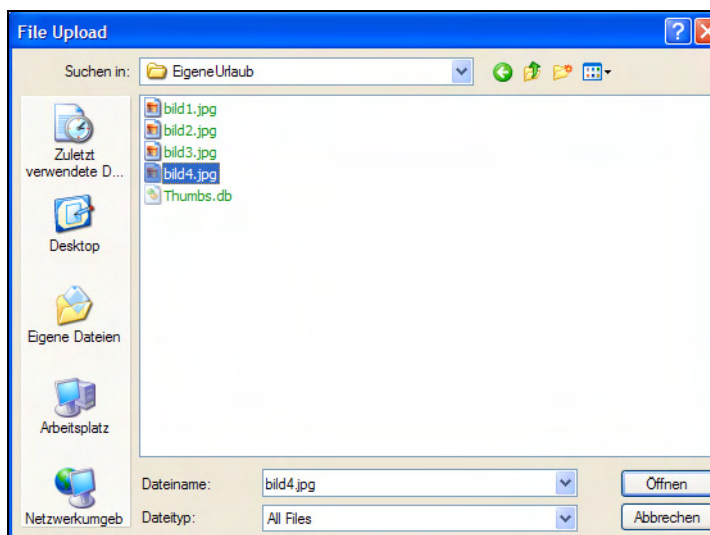 File Upload
Suchen in:
EigeneUrlaub
bild1.jpg
bild2.jpg
bild3.jpg
bild4.jpg
Thumbs.db
Zuletzt
verwendete D...
Desktop
Eigene Dateien
Arbeitsplatz
Netzwerkumgeb
Dateiname:
bild4.jpg
Öffnen
Dateityp:
All Files
Abbrechen